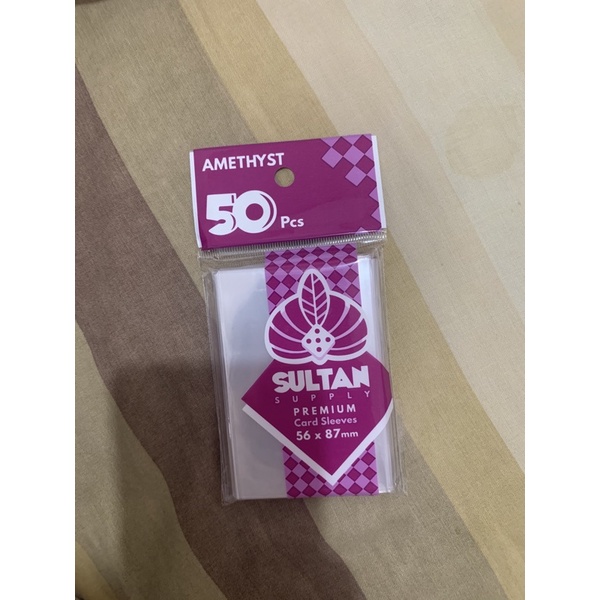 AMETHYST
50 Pcs
SULTAN
SUPPLY
PREMIUM
Card Sleeves
56 x 87mm